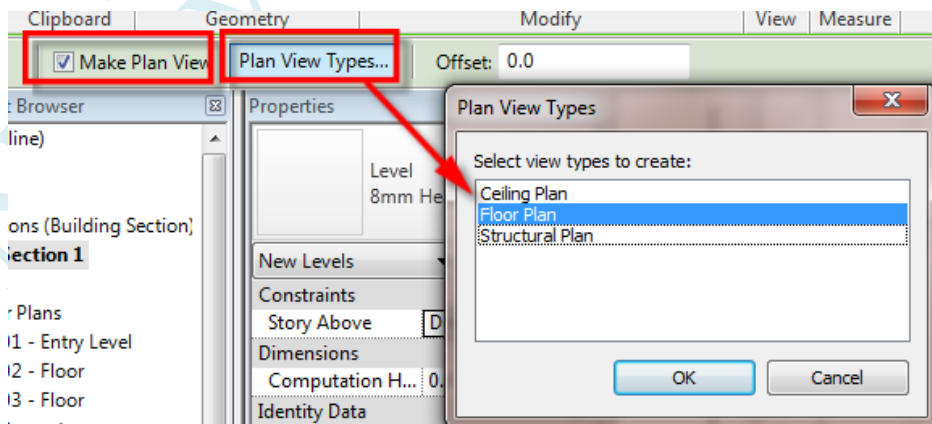 Clipboard Geometry Modify View Measure
Make Plan View Plan View Types... Offset: 0.0
Browser Properties
line)
Level
8mm He
ons (Building Section)
Section 1
New Levels
Constraints
Plans
Story Above D
01 - Entry Level
Dimensions
02 - Floor
Computation H... 0.
03 - Floor
Identity Data
Plan View Types
Select view types to create:
Ceiling Plan
Floor Plan
Structural Plan
OK Cancel